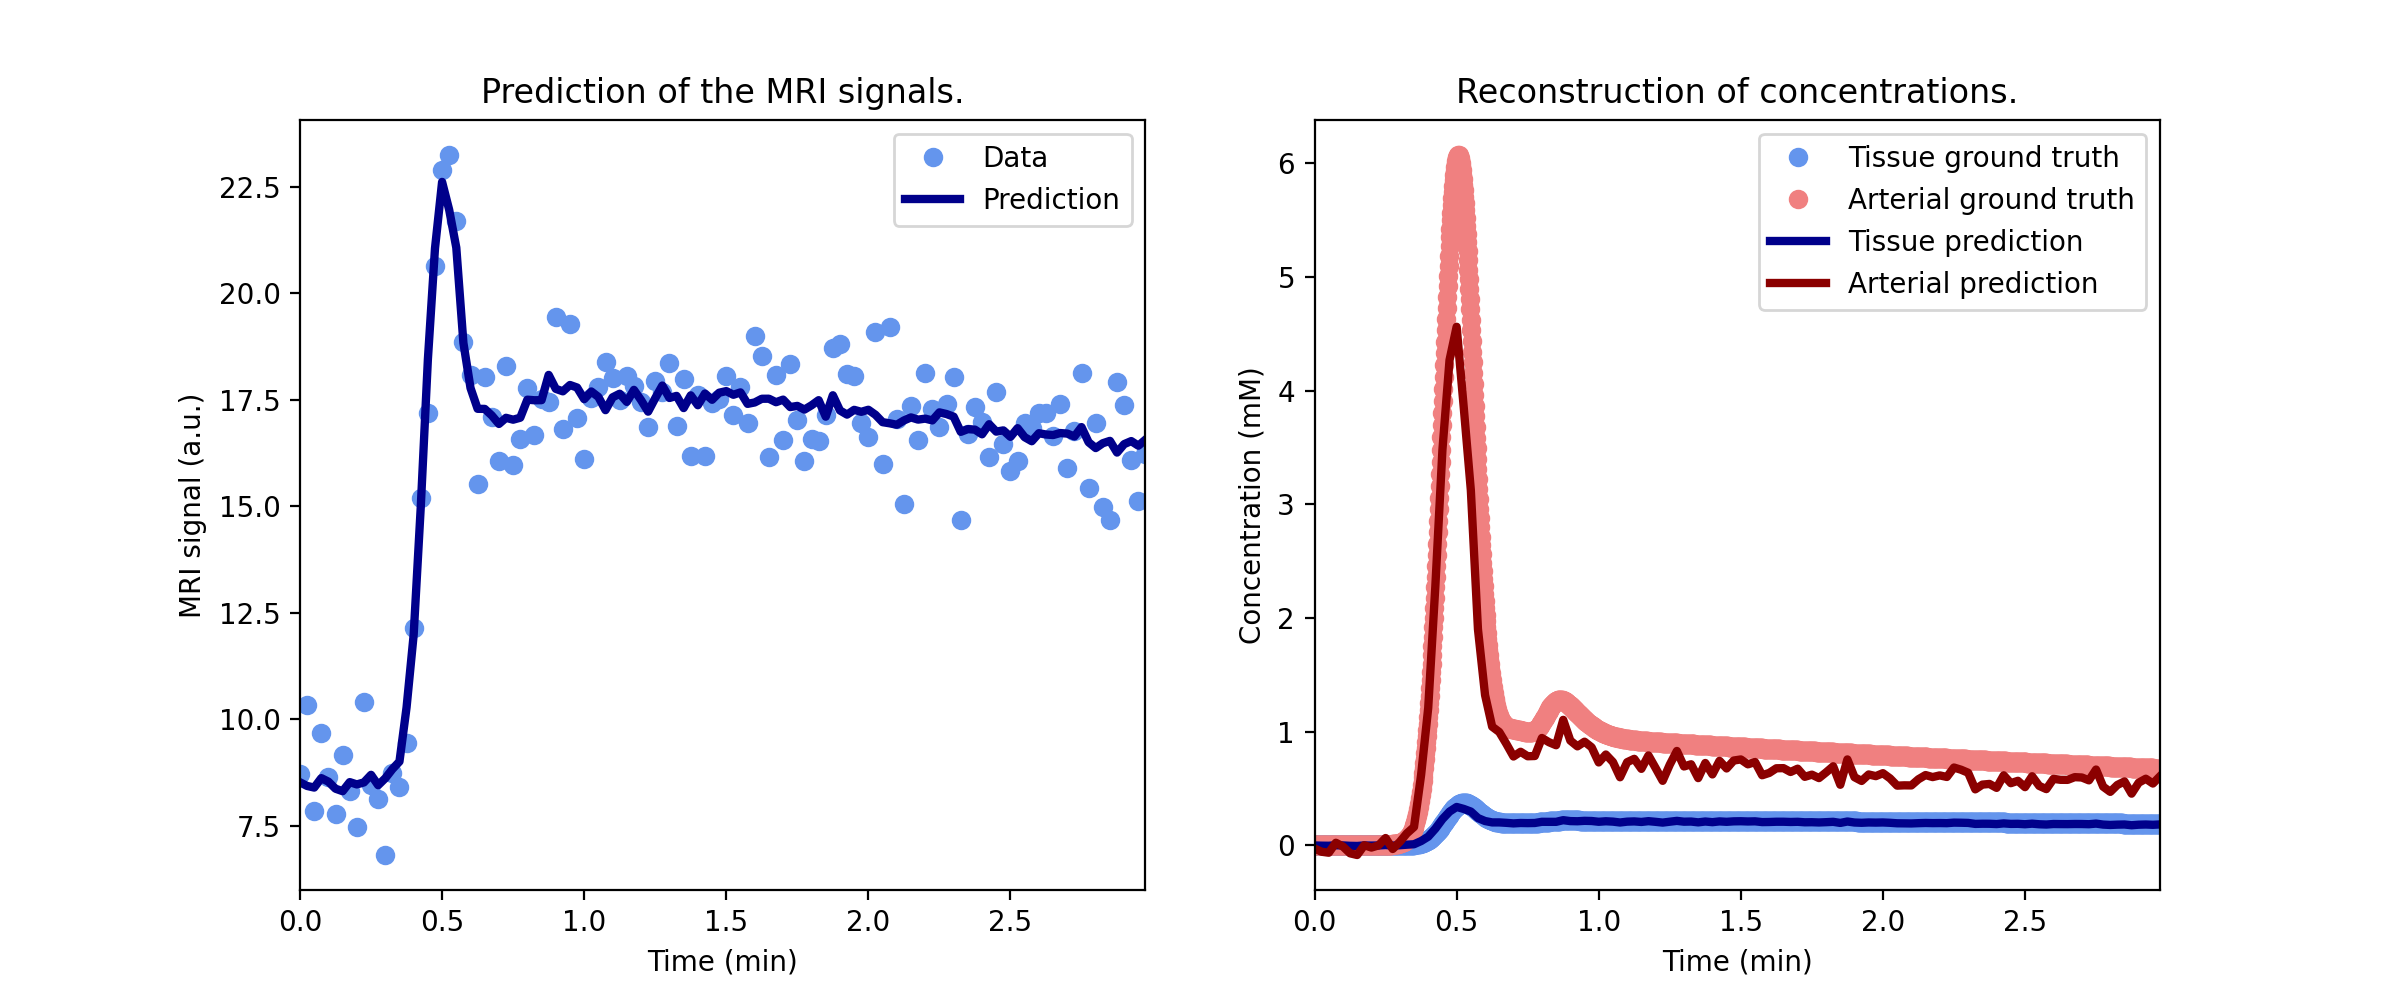 Prediction of the MRI signals.
MRI signal (a.u.)
22.5
20.0
17.5
15.0
12.5
10.0
7.5
Data
Prediction
0.0 0.5 1.0 1.5 2.0 2.5
Time (min)
Reconstruction of concentrations.
Concentration (mM)
6
5
4
3
2
1
0
Tissue ground truth
Arterial ground truth
Tissue prediction
Arterial prediction
0.0 0.5 1.0 1.5 2.0 2.5
Time (min)